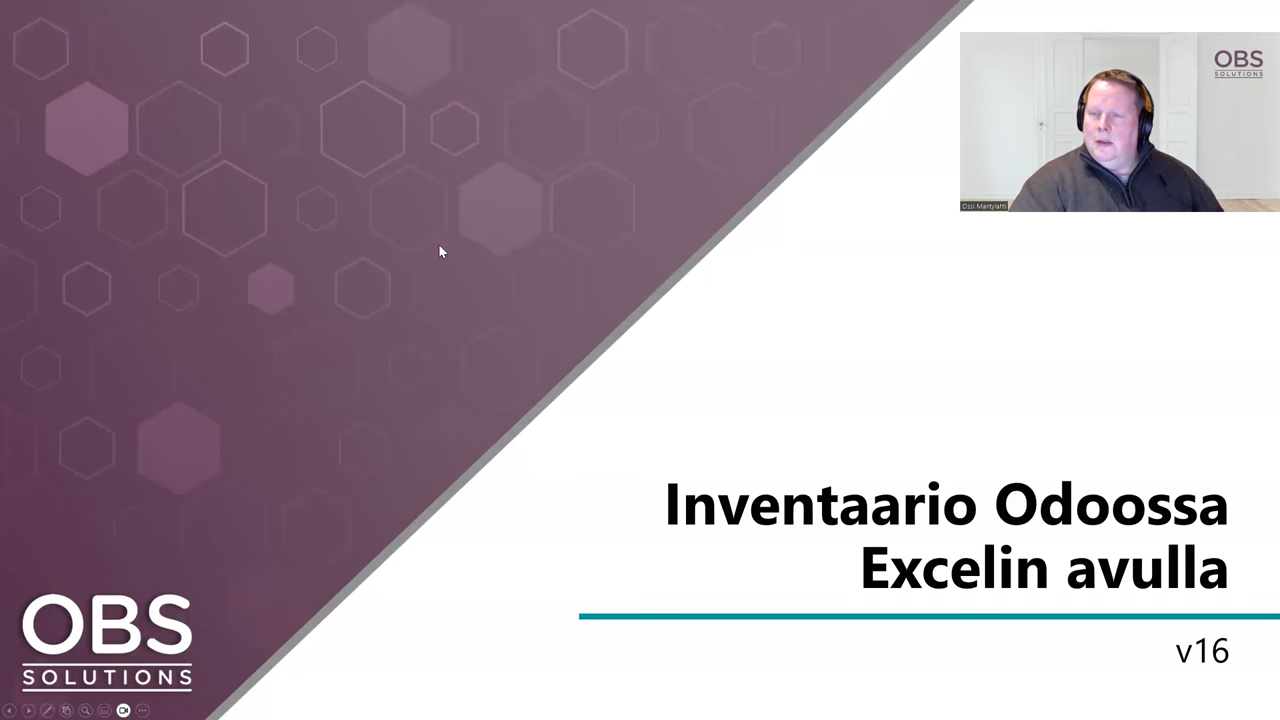 OBS
SOLUTIONS
Ossi Mantylahti
Inventaario Odoossa
Excelin avulla
v16
OBS
SOLUTIONS